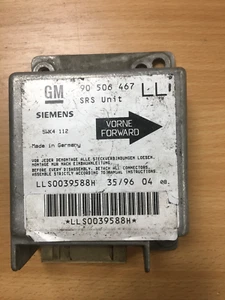 GM 90 506 467 LL
SRS Unit
SIEMENS
5WK4 112
VORNE
FORWARD
Made in Germany
VOR JEDER DEMONTAGE ALLE STECKVERBINDUNGEN LOESEN.
MONTAGE NUR NACH EINBAUANLEITUNG.
BEFORE EVERY DISASSEMBLY, DETACH ALL CONNECTORS.
ASSEMBLE STRICTLY ACCORDING TO MANUAL INSTRUCTIONS.
LLS0039588H 35/96 04
*LLS0039588H*